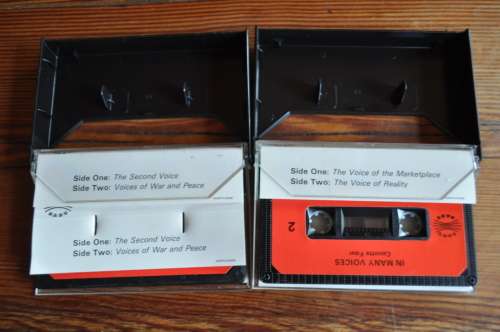 Side One: The Second Voice
Side Two: Voices of War and Peace
Side One: The Second Voice
Side Two: Voices of War and Peace
Side One: The Voice of the Marketplace
Side Two: The Voice of Reality
2
IN MANY VOICES
Cassette Four